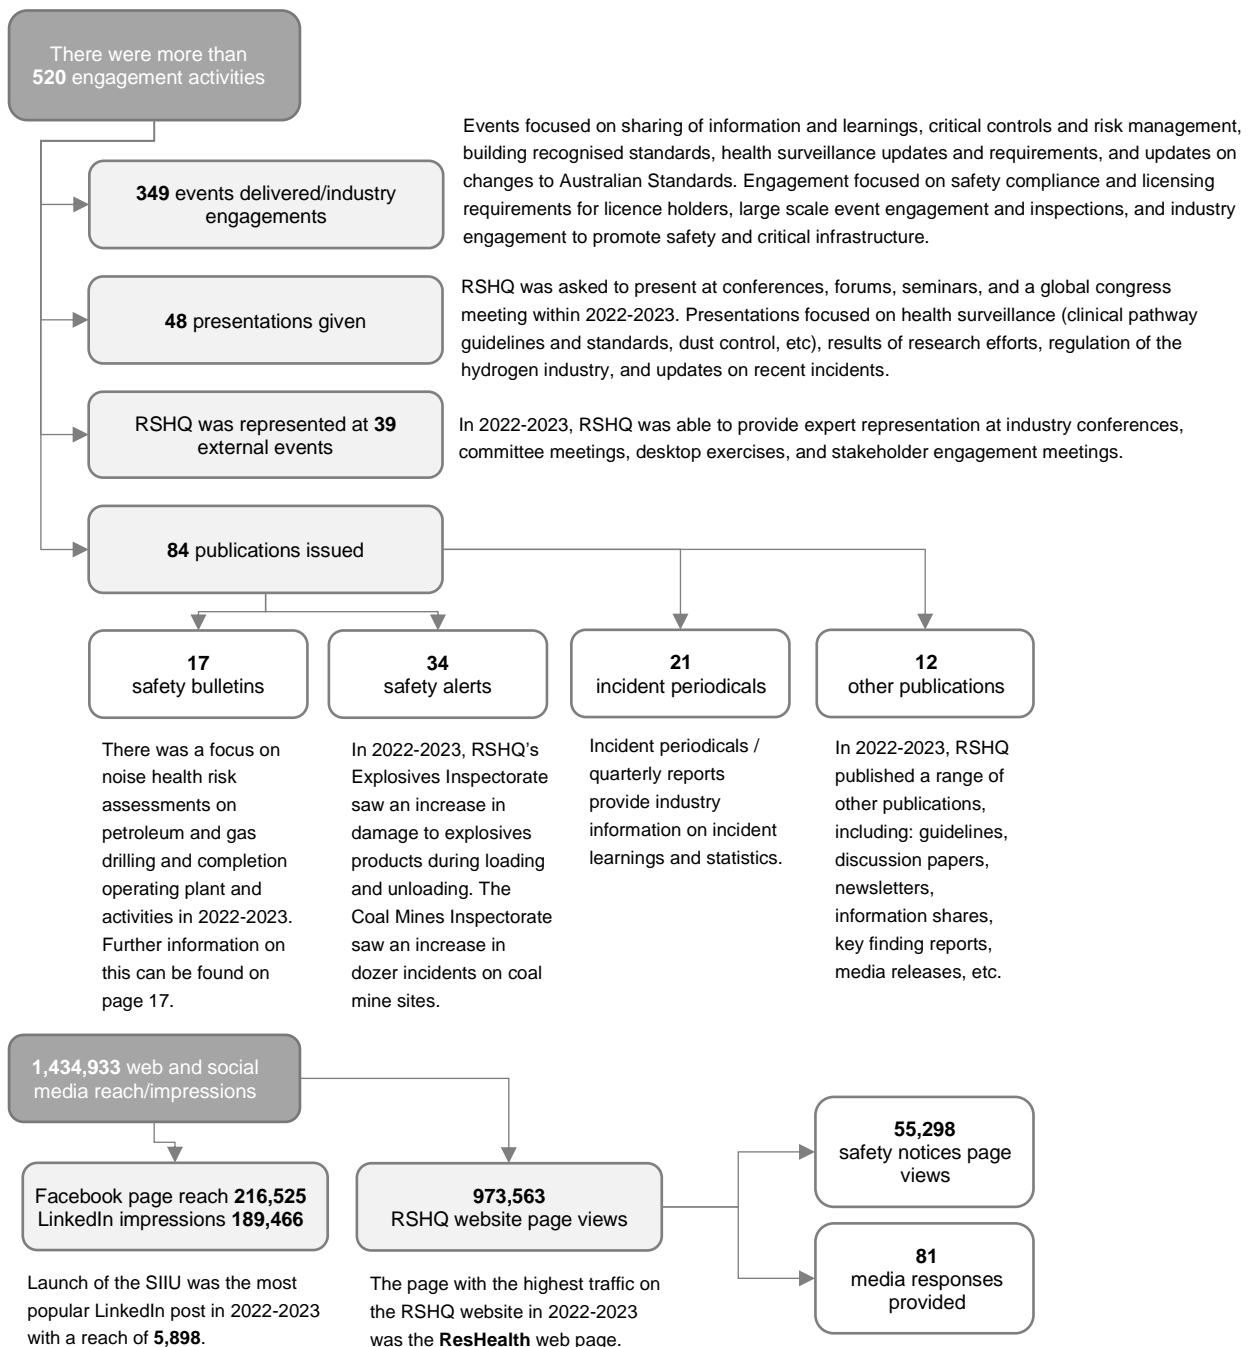 There were more than
520 engagement activities
Events focused on sharing of information and learnings, critical controls and risk management,
building recognised standards, health surveillance updates and requirements, and updates on
changes to Australian Standards. Engagement focused on safety compliance and licensing
requirements for licence holders, large scale event engagement and inspections, and industry
engagement to promote safety and critical infrastructure.
349 events delivered/industry
engagements
48 presentations given
RSHQ was asked to present at conferences, forums, seminars, and a global congress
meeting within 2022-2023. Presentations focused on health surveillance (clinical pathway
guidelines and standards, dust control, etc), results of research efforts, regulation of the
hydrogen industry, and updates on recent incidents.
RSHQ was represented at 39
external events
In 2022-2023, RSHQ was able to provide expert representation at industry conferences,
committee meetings, desktop exercises, and stakeholder engagement meetings.
84 publications issued
17
safety bulletins
There was a focus on
noise health risk
assessments on
petroleum and gas
drilling and completion
operating plant and
activities in 2022-2023.
Further information on
this can be found on
page 17.
34
safety alerts
In 2022-2023, RSHQ's
Explosives Inspectorate
saw an increase in
damage to explosives
products during loading
and unloading. The
Coal Mines Inspectorate
saw an increase in
dozer incidents on coal
mine sites.
21
incident periodicals
Incident periodicals /
quarterly reports
provide industry
information on incident
learnings and statistics.
12
other publications
In 2022-2023, RSHQ
published a range of
other publications,
including: guidelines,
discussion papers,
newsletters,
information shares,
key finding reports,
media releases, etc.
1,434,933 web and social
media reach/impressions
Facebook page reach 216,525
LinkedIn impressions 189,466
Launch of the SIIU was the most
popular LinkedIn post in 2022-2023
with a reach of 5,898.
973,563
RSHQ website page views
The page with the highest traffic on
the RSHQ website in 2022-2023
was the ResHealth web page.
55,298
safety notices page
views
81
media responses
provided